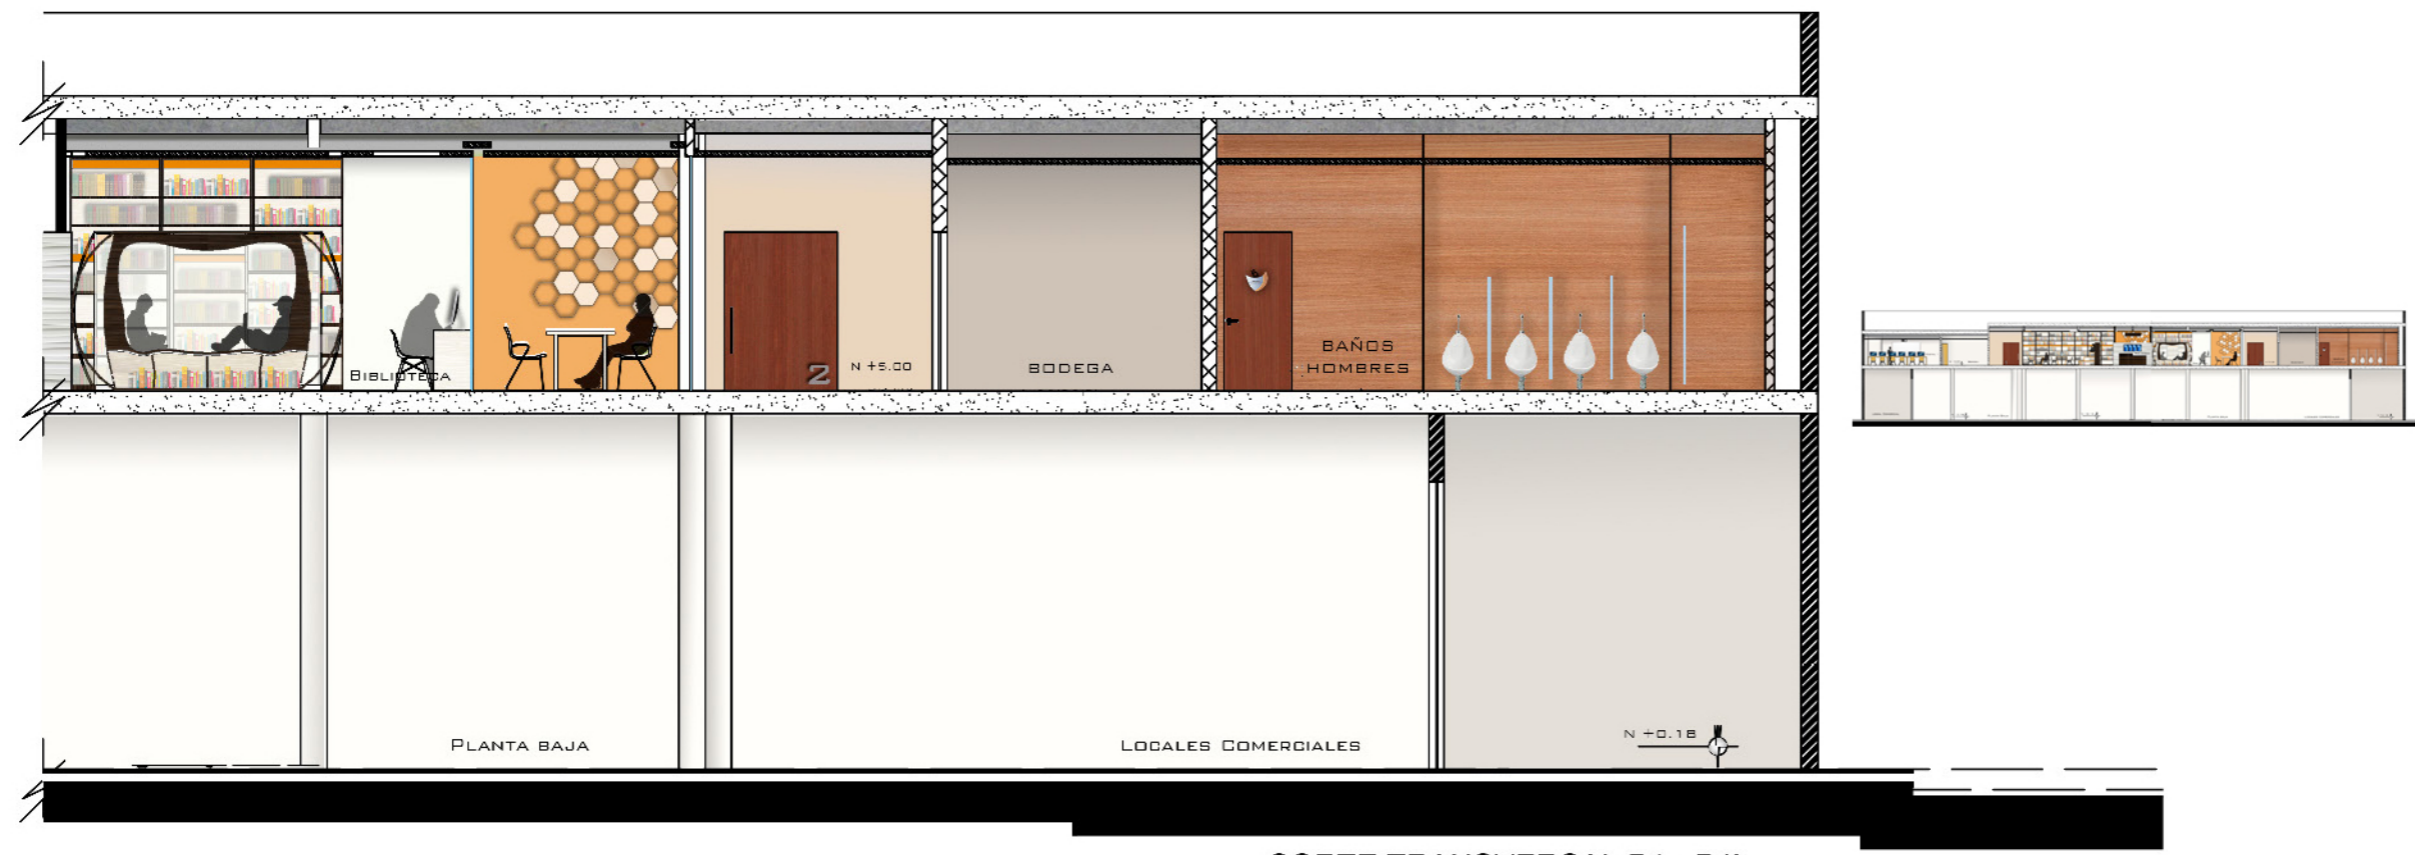 BIBLIOTECA
2
N +5.00
BODEGA
BAÑOS
HOMBRES
PLANTA BAJA
LOCALES COMERCIALES
N +0.18